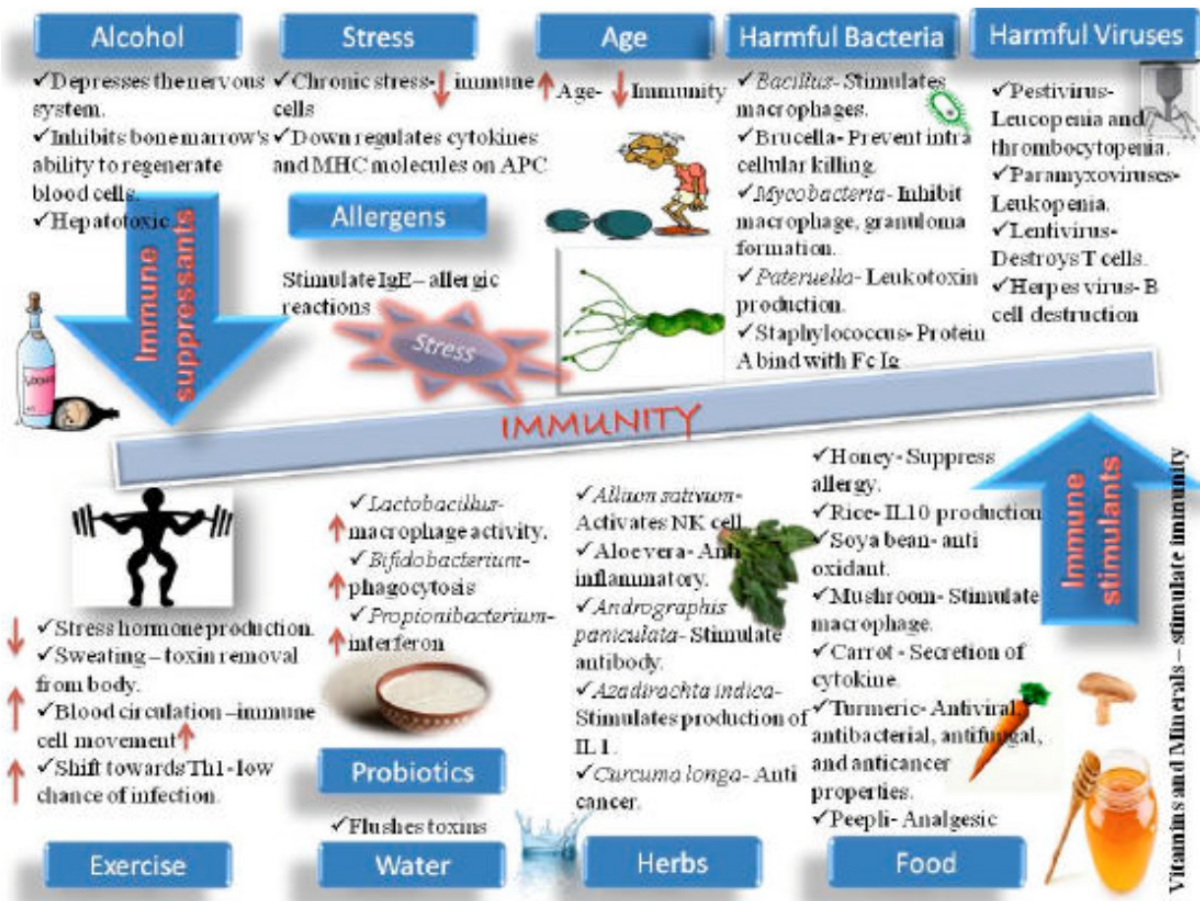 Alcohol
✓Depresses the nervous
system.
✓Inhibits bone marrow's
ability to regenerate
blood cells.
✓Hepatotoxic
Immune
suppressants
Stress
✓Chronic stress-↓ immune
cells
✓Down regulates cytokines
and MHC molecules on APC
Allergens
Stimulate IgE – allergic
reactions
Stress
Age
↑Age- ↓Immunity
Harmful Bacteria
✓Bacillus- Stimulates
macrophages.
✓Brucella- Prevent intra
cellular killing.
✓Mycobacteria- Inhibit
macrophage, granuloma
formation.
✓Pateruella- Leukotoxin
production.
✓Staphylococcus- Protein
A bind with Fc Ig
Harmful Viruses
✓Pestivirus-
Leucopenia and
thrombocytopenia.
✓Paramyxoviruses-
Leukopenia.
✓Lentivirus-
Destroys T cells.
✓Herpes virus- B
cell destruction
IMMUNITY
↓ ✓Stress hormone production.
✓Sweating – toxin removal
from body.
↑ ✓Blood circulation –immune
cell movement↑
↑ ✓Shift towards Th1- low
chance of infection.
Exercise
✓Lactobacillus-
↑macrophage activity.
✓Bifidobacterium-
↑phagocytosis
✓Propionibacterium-
↑interferon
Probiotics
✓Flushes toxins
Water
✓Allium sativum-
Activates NK cell
✓Aloe vera- Anti
inflammatory.
✓Andrographis
paniculata- Stimulate
antibody.
✓Azadirachta indica-
Stimulates production of
IL1.
✓Curcuma longa- Anti
cancer.
Herbs
✓Honey- Suppress
allergy.
✓Rice- IL10 production
✓Soya bean- anti
oxidant.
✓Mushroom- Stimulate
macrophage.
✓Carrot - Secretion of
cytokine.
✓Turmeric- Antiviral,
antibacterial, antifungal,
and anticancer
properties.
✓Peepli- Analgesic
Food
Immune
stimulants
Vitamins and Minerals – stimulate immunity